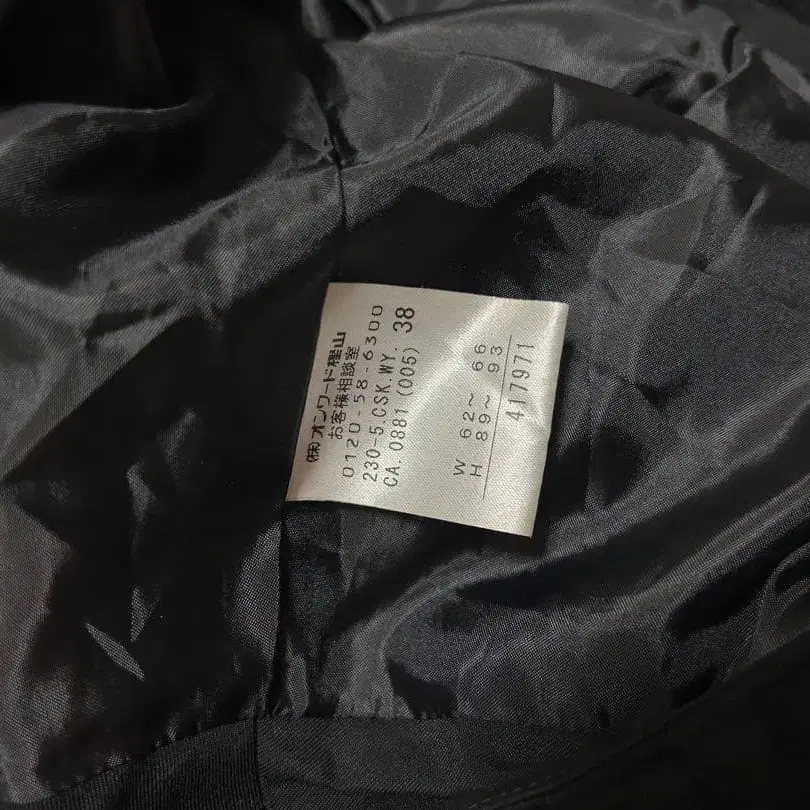 (株)オンワード樫山
お客様相談室
0120-58-6300
230-5.CSK.WY. 38
CA. 0881 (005)
W 62〜 66
H 89〜 93
417971